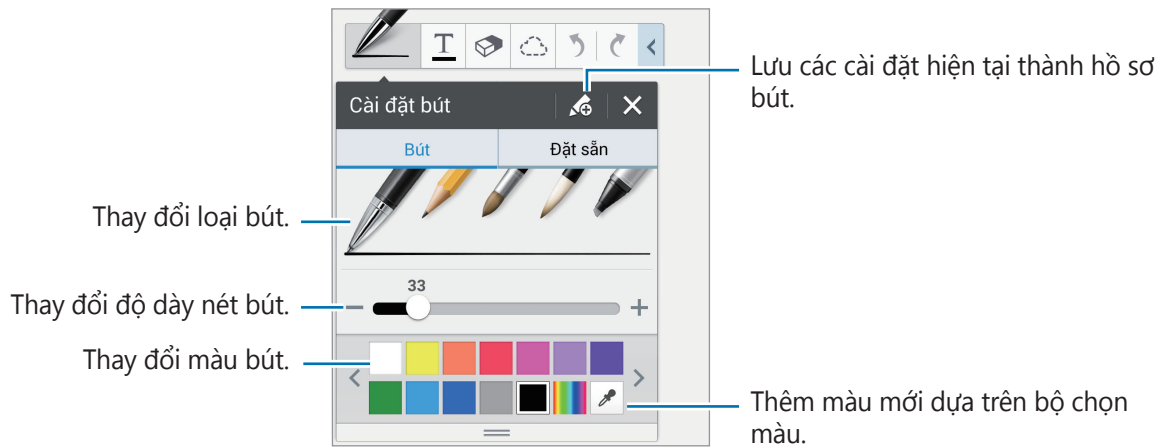 T
Lưu các cài đặt hiện tại thành hồ sơ
bút.
Cài đặt bút
Bút
Đặt sẵn
Thay đổi loại bút.
33
Thay đổi độ dày nét bút.
Thay đổi màu bút.
Thêm màu mới dựa trên bộ chọn
màu.